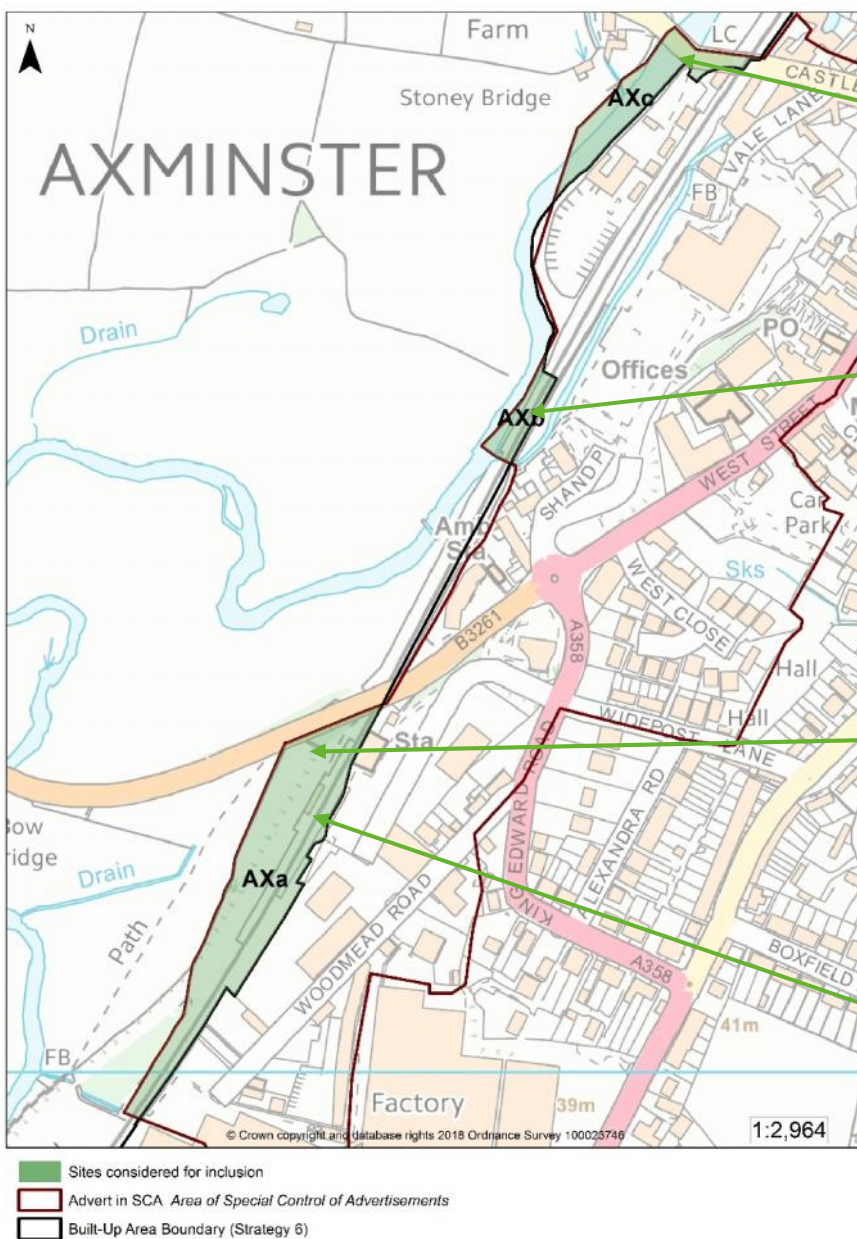 N
Farm
LC
CASTLE
AXc
Stoney Bridge
VALE LANE
AXMINSTER
FB
Drain
PO
Offices
AXb
WEST STREET
SHAND P
Car
Park
Amb
Sta
Sks
WEST CLOSE
B3261
A358
Hall
Hall
WIDEPOST LANE
Sta
KING EDWARD ROAD
ALEXANDRA RD
Drain
AXa
WOODMEAD ROAD
Path
BOXFIELD
A358
41m
FB
Factory
39m
© Crown copyright and database rights 2018 Ordnance Survey 100023746
1:2,964
Sites considered for inclusion
Advert in SCA Area of Special Control of Advertisements
Built-Up Area Boundary (Strategy 6)